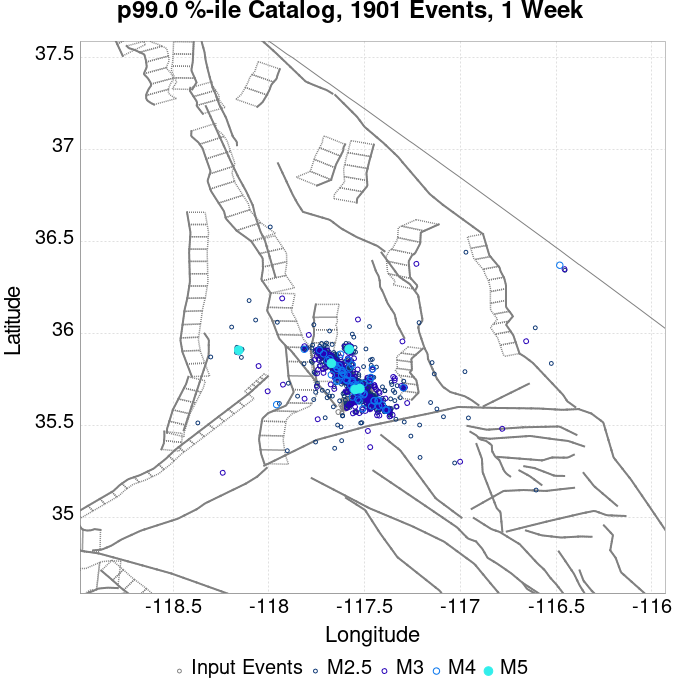 p99.0 %-ile Catalog, 1901 Events, 1 Week
37.5
37
36.5
36
35.5
35
Latitude
-118.5 -118 -117.5 -117 -116.5 -116
Longitude
Input Events M2.5 M3 M4 M5